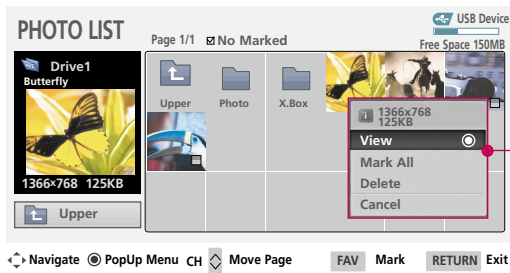 PHOTO LIST
Page 1/1 No Marked
USB Device
Free Space 150MB
Drive1
Butterfly
1366x768 125KB
Upper
Upper
Photo
X.Box
1366x768
125KB
View
Mark All
Delete
Cancel
Navigate PopUp Menu CH Move Page FAV Mark RETURN Exit